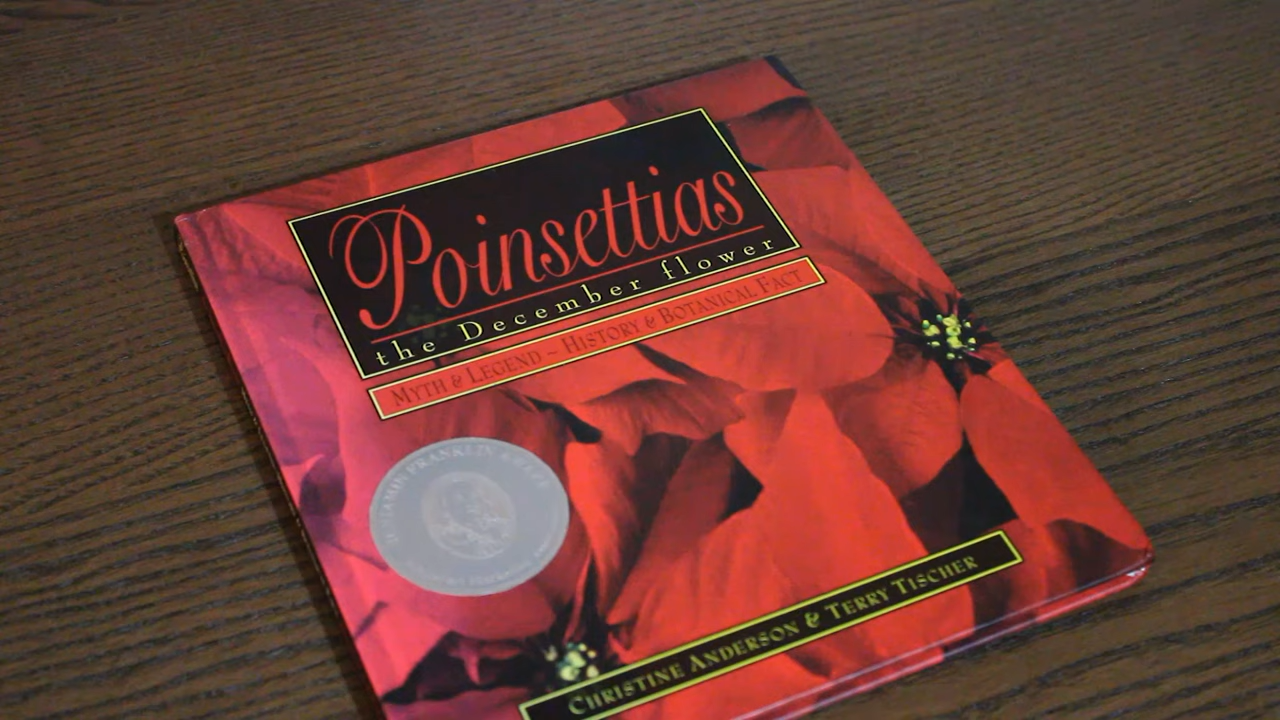 Poinsettias
the December flower
MYTH & LEGEND ~ HISTORY & BOTANICAL FACT
BENJAMIN FRANKLIN AWARD
CHRISTINE ANDERSON & TERRY TISCHER